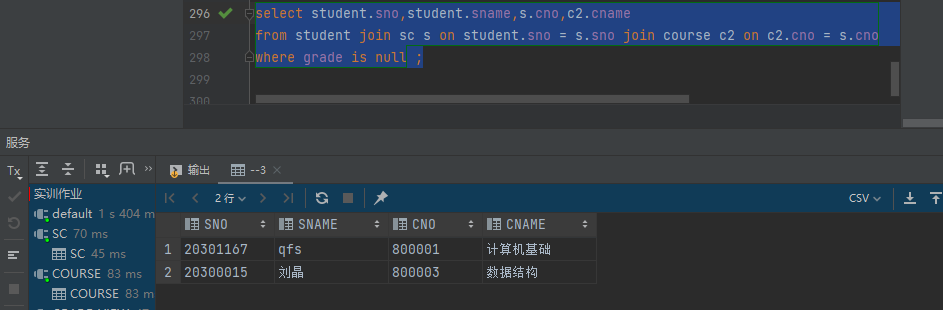 296 select student.sno,student.sname,s.cno,c2.cname
297 from student join sc s on student.sno = s.sno join course c2 on c2.cno = s.cno
298 where grade is null ;
299
300
服务
Tx 输出 --3
实训作业 2 行 CSV
default 1 s 404 m
SC 70 ms
SC 45 ms
COURSE 83 ms
COURSE 83 ms
SNO SNAME CNO CNAME
1 20301167 qfs 800001 计算机基础
2 20300015 刘晶 800003 数据结构